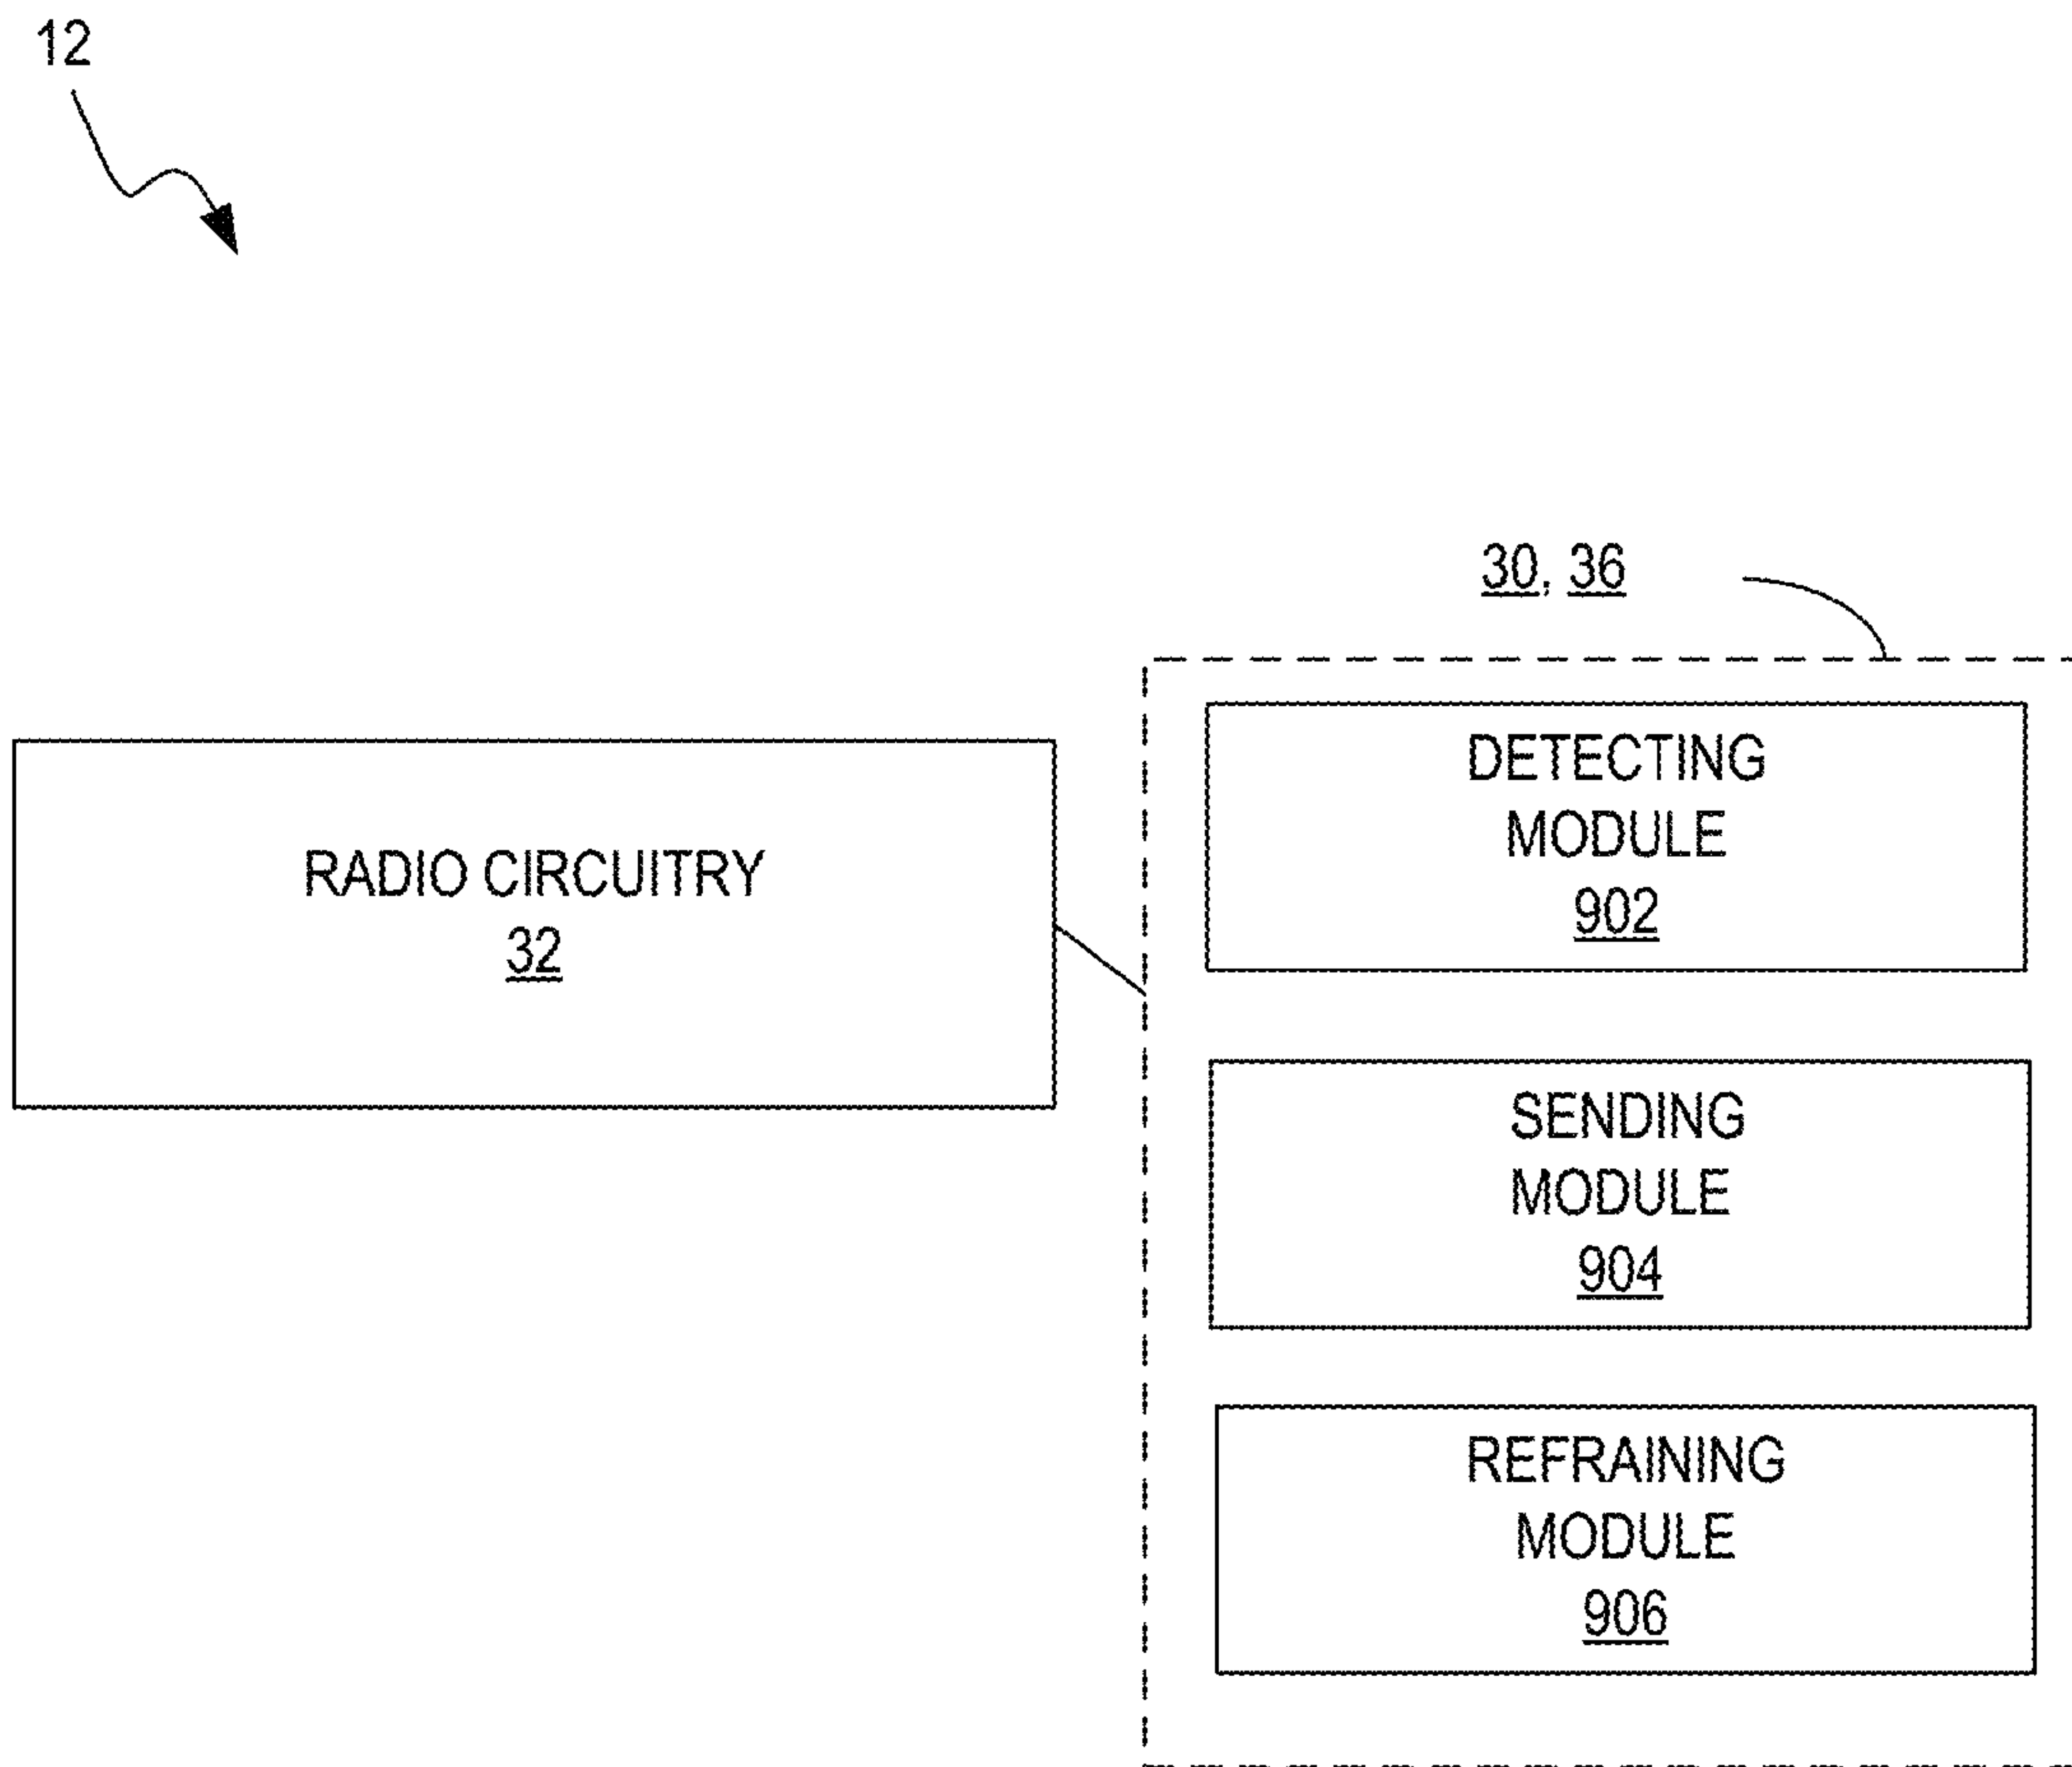 12
30, 36
RADIO CIRCUITRY
32
DETECTING
MODULE
902
SENDING
MODULE
904
REFRAINING
MODULE
906